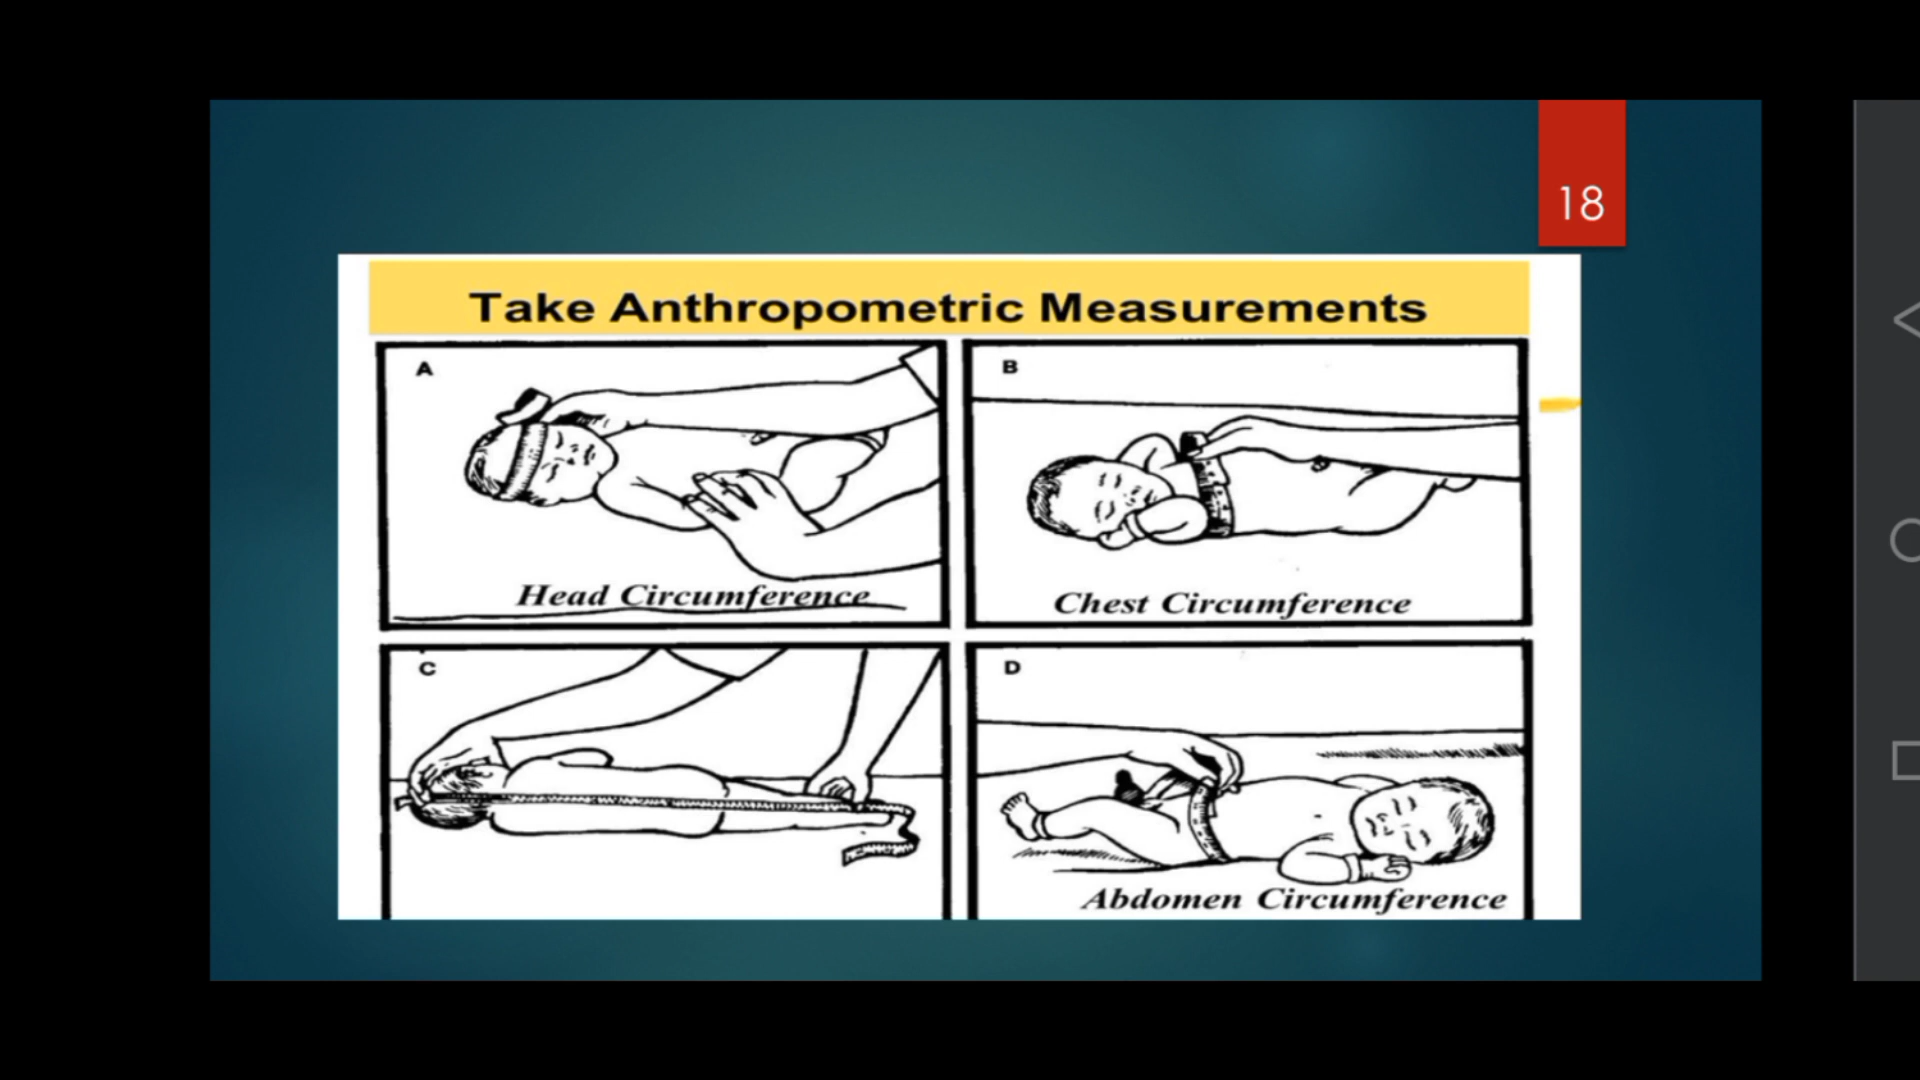 18
Take Anthropometric Measurements
A
Head Circumference
B
Chest Circumference
C
D
Abdomen Circumference